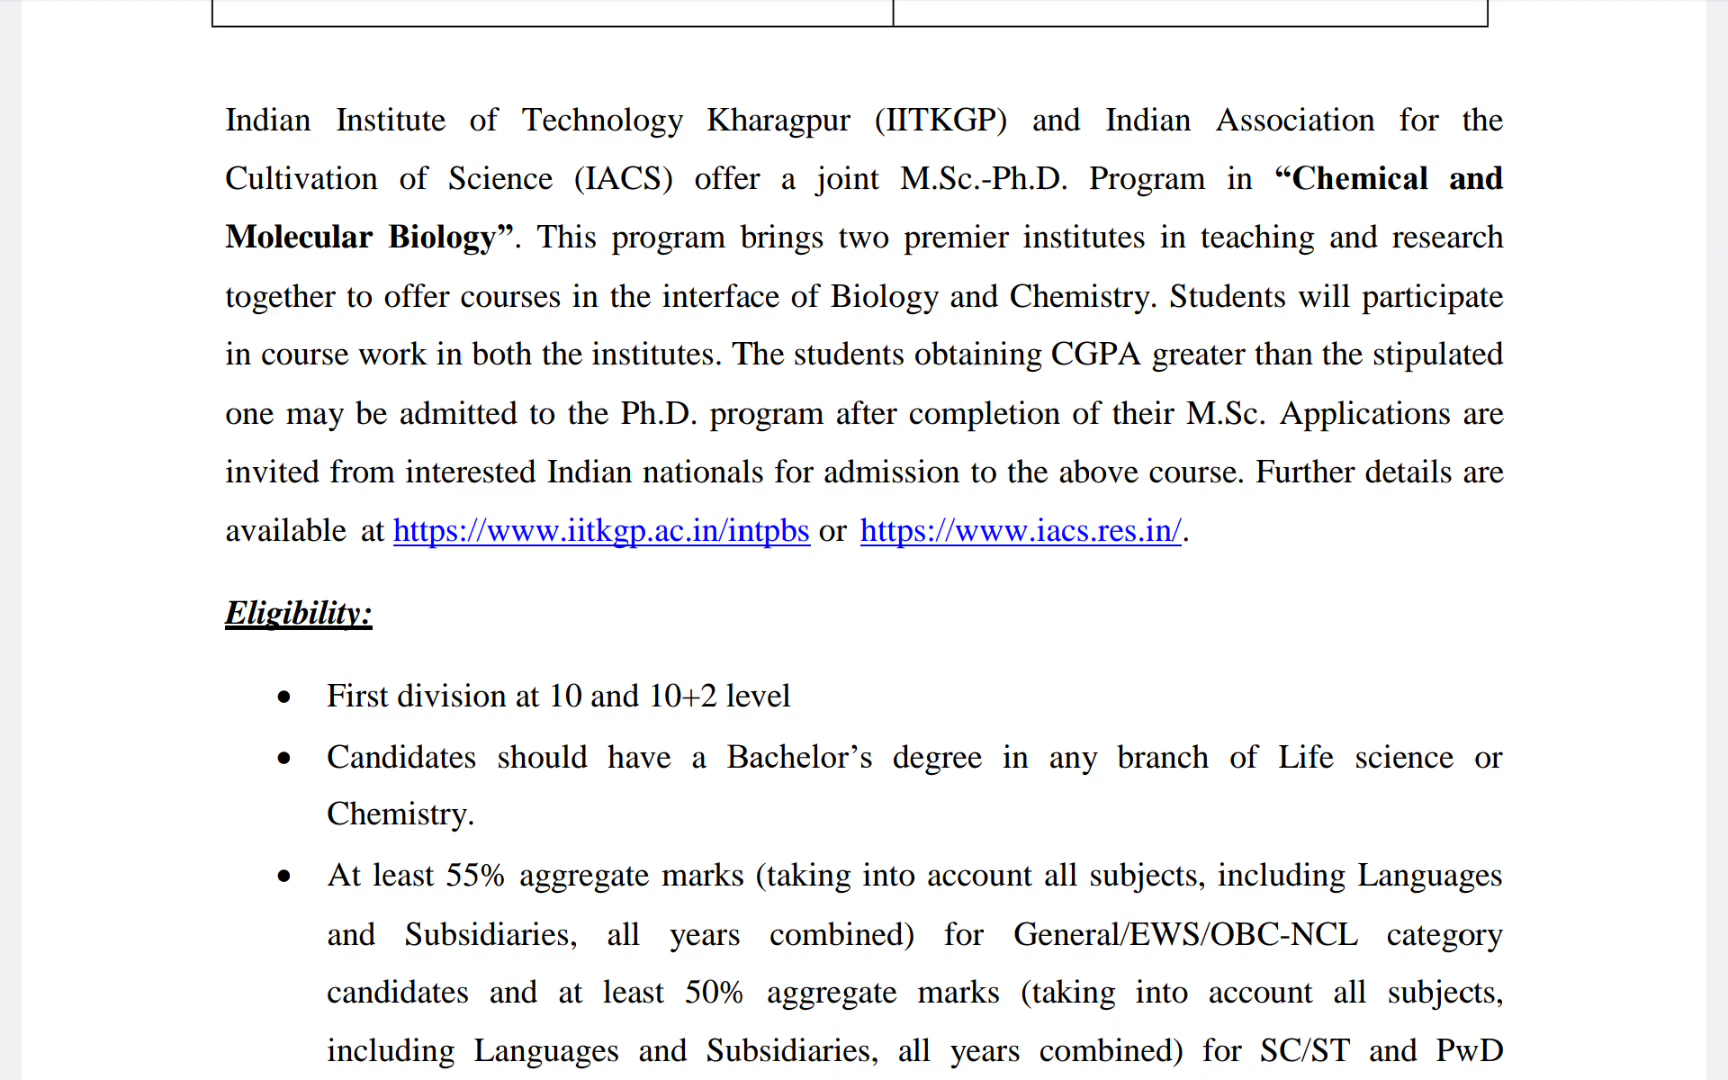 Indian Institute of Technology Kharagpur (IITKGP) and Indian Association for the
Cultivation of Science (IACS) offer a joint M.Sc.-Ph.D. Program in “Chemical and
Molecular Biology”. This program brings two premier institutes in teaching and research
together to offer courses in the interface of Biology and Chemistry. Students will participate
in course work in both the institutes. The students obtaining CGPA greater than the stipulated
one may be admitted to the Ph.D. program after completion of their M.Sc. Applications are
invited from interested Indian nationals for admission to the above course. Further details are
available at https://www.iitkgp.ac.in/intpbs or https://www.iacs.res.in/.
Eligibility:
• First division at 10 and 10+2 level
• Candidates should have a Bachelor’s degree in any branch of Life science or
Chemistry.
• At least 55% aggregate marks (taking into account all subjects, including Languages
and Subsidiaries, all years combined) for General/EWS/OBC-NCL category
candidates and at least 50% aggregate marks (taking into account all subjects,
including Languages and Subsidiaries, all years combined) for SC/ST and PwD